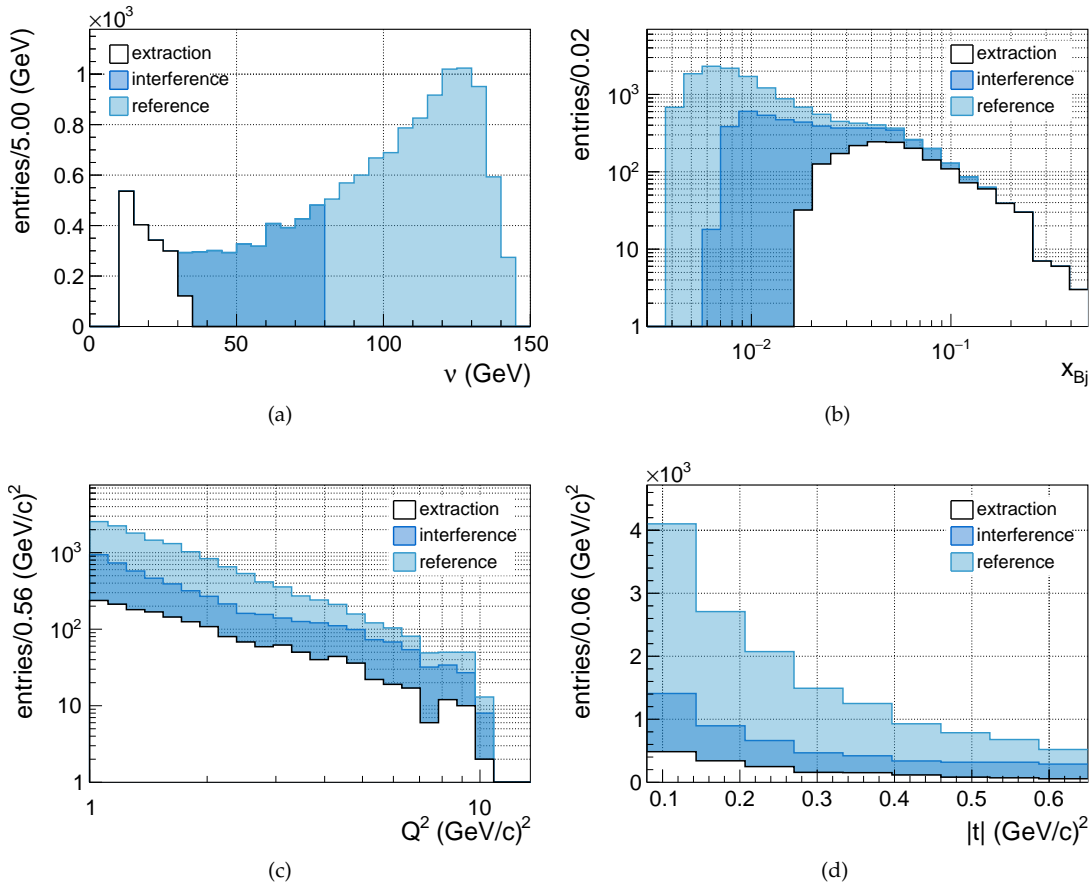 ×10³
entries/5.00 (GeV)
1
0.8
0.6
0.4
0.2
0
extraction
interference
reference
0 50 100 150
ν (GeV)
(a)
entries/0.02
10³
10²
10
1
extraction
interference
reference
10⁻² 10⁻¹
x_Bj
(b)
entries/0.56 (GeV/c)²
10³
10²
10
1
extraction
interference
reference
1 10
Q² (GeV/c)²
(c)
×10³
entries/0.06 (GeV/c)²
4
3
2
1
0
extraction
interference
reference
0.1 0.2 0.3 0.4 0.5 0.6
|t| (GeV/c)²
(d)